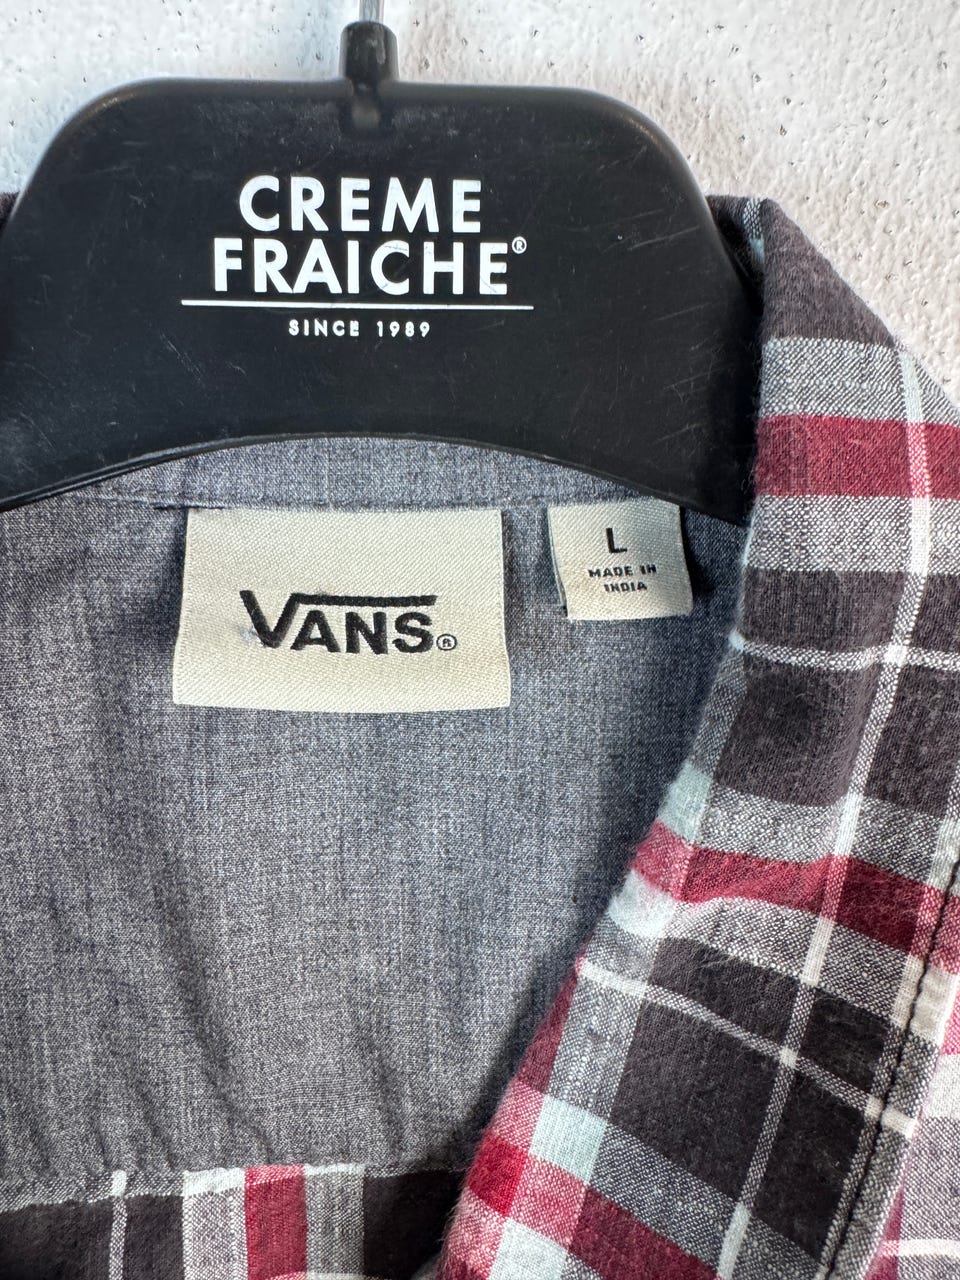 CREME
FRAICHE®
SINCE 1989
VANS®
L
MADE IN
INDIA